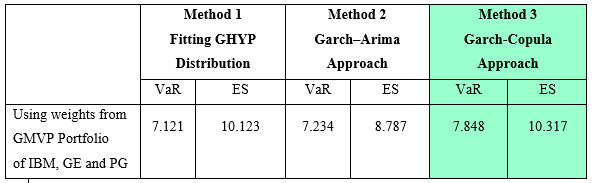 Method 1
Fitting GHYP
Distribution
Method 2
Garch–Arima
Approach
Method 3
Garch-Copula
Approach
VaR ES VaR ES VaR ES
Using weights from
GMVP Portfolio
of IBM, GE and PG
7.121 10.123 7.234 8.787 7.848 10.317